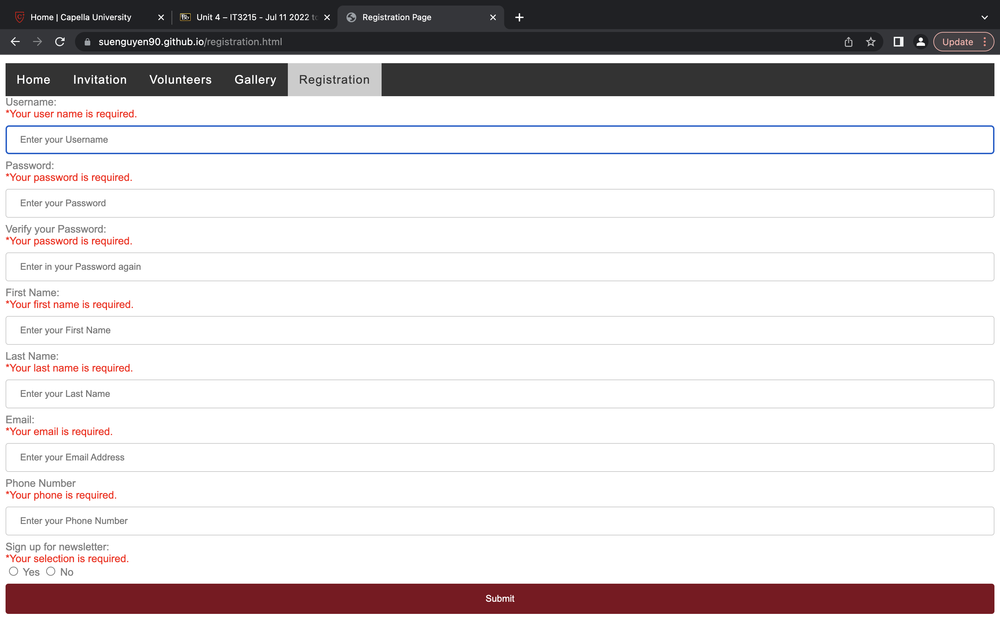 Home | Capella University
Unit 4 – IT3215 - Jul 11 2022 to
Registration Page
suenguyen90.github.io/registration.html
Update
Home Invitation Volunteers Gallery Registration
Username:
*Your user name is required.
Enter your Username
Password:
*Your password is required.
Enter your Password
Verify your Password:
*Your password is required.
Enter in your Password again
First Name:
*Your first name is required.
Enter your First Name
Last Name:
*Your last name is required.
Enter your Last Name
Email:
*Your email is required.
Enter your Email Address
Phone Number
*Your phone is required.
Enter your Phone Number
Sign up for newsletter:
*Your selection is required.
Yes No
Submit